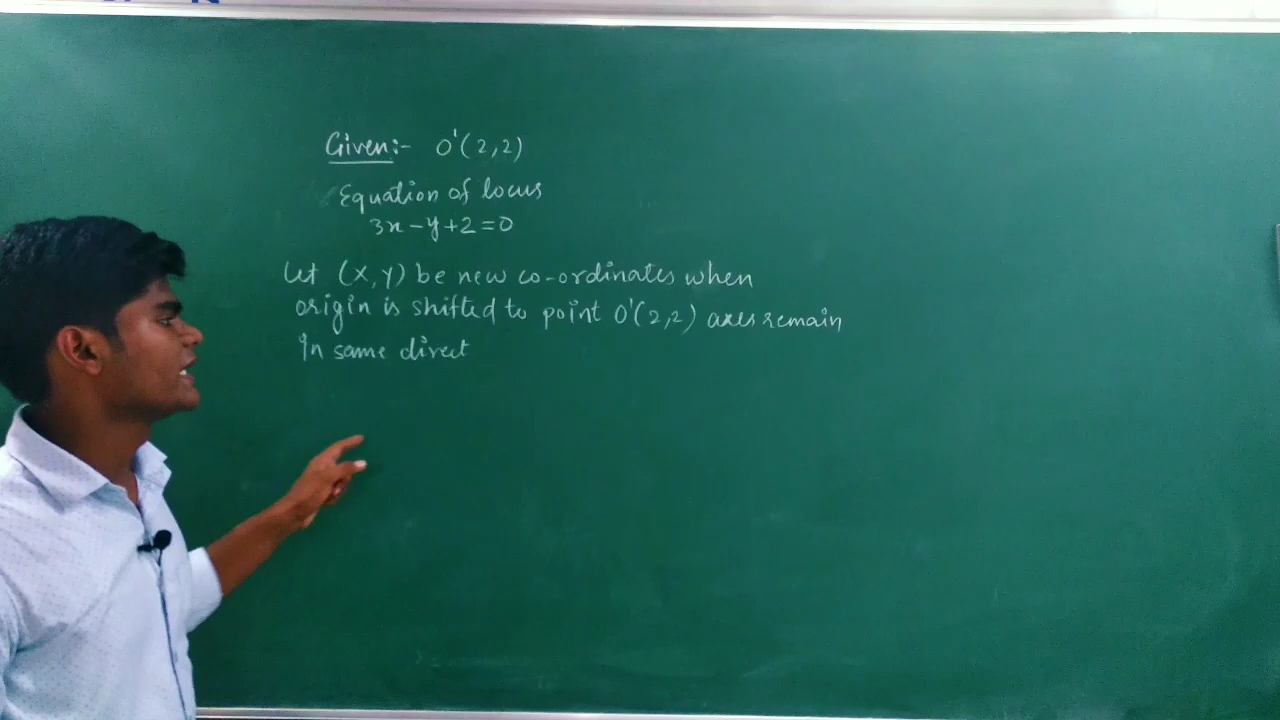 Given:- O'(2,2)
Equation of locus
3x-y+2=0
Let (X,Y) be new co-ordinates when
origin is shifted to point O'(2,2) axes remain
In same direct